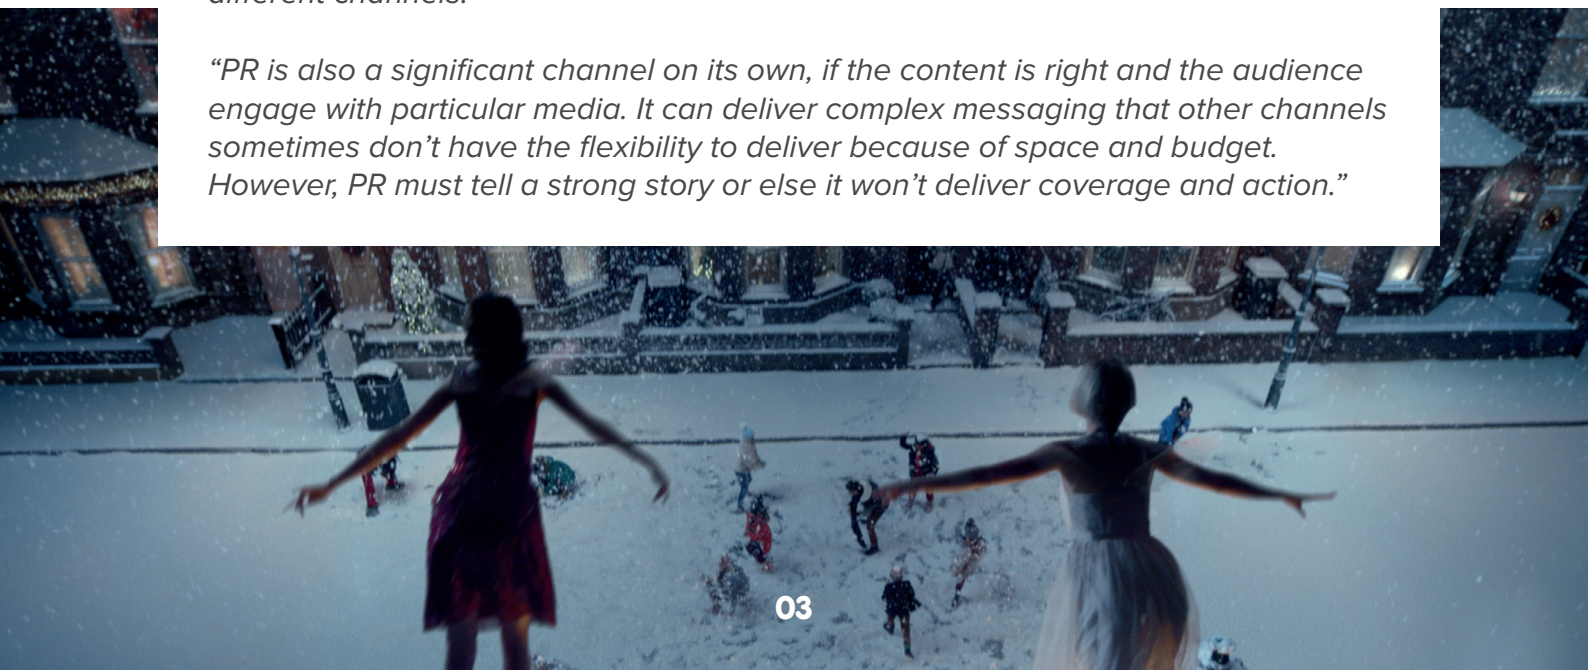 different channels.
“PR is also a significant channel on its own, if the content is right and the audience
engage with particular media. It can deliver complex messaging that other channels
sometimes don’t have the flexibility to deliver because of space and budget.
However, PR must tell a strong story or else it won’t deliver coverage and action.”
03